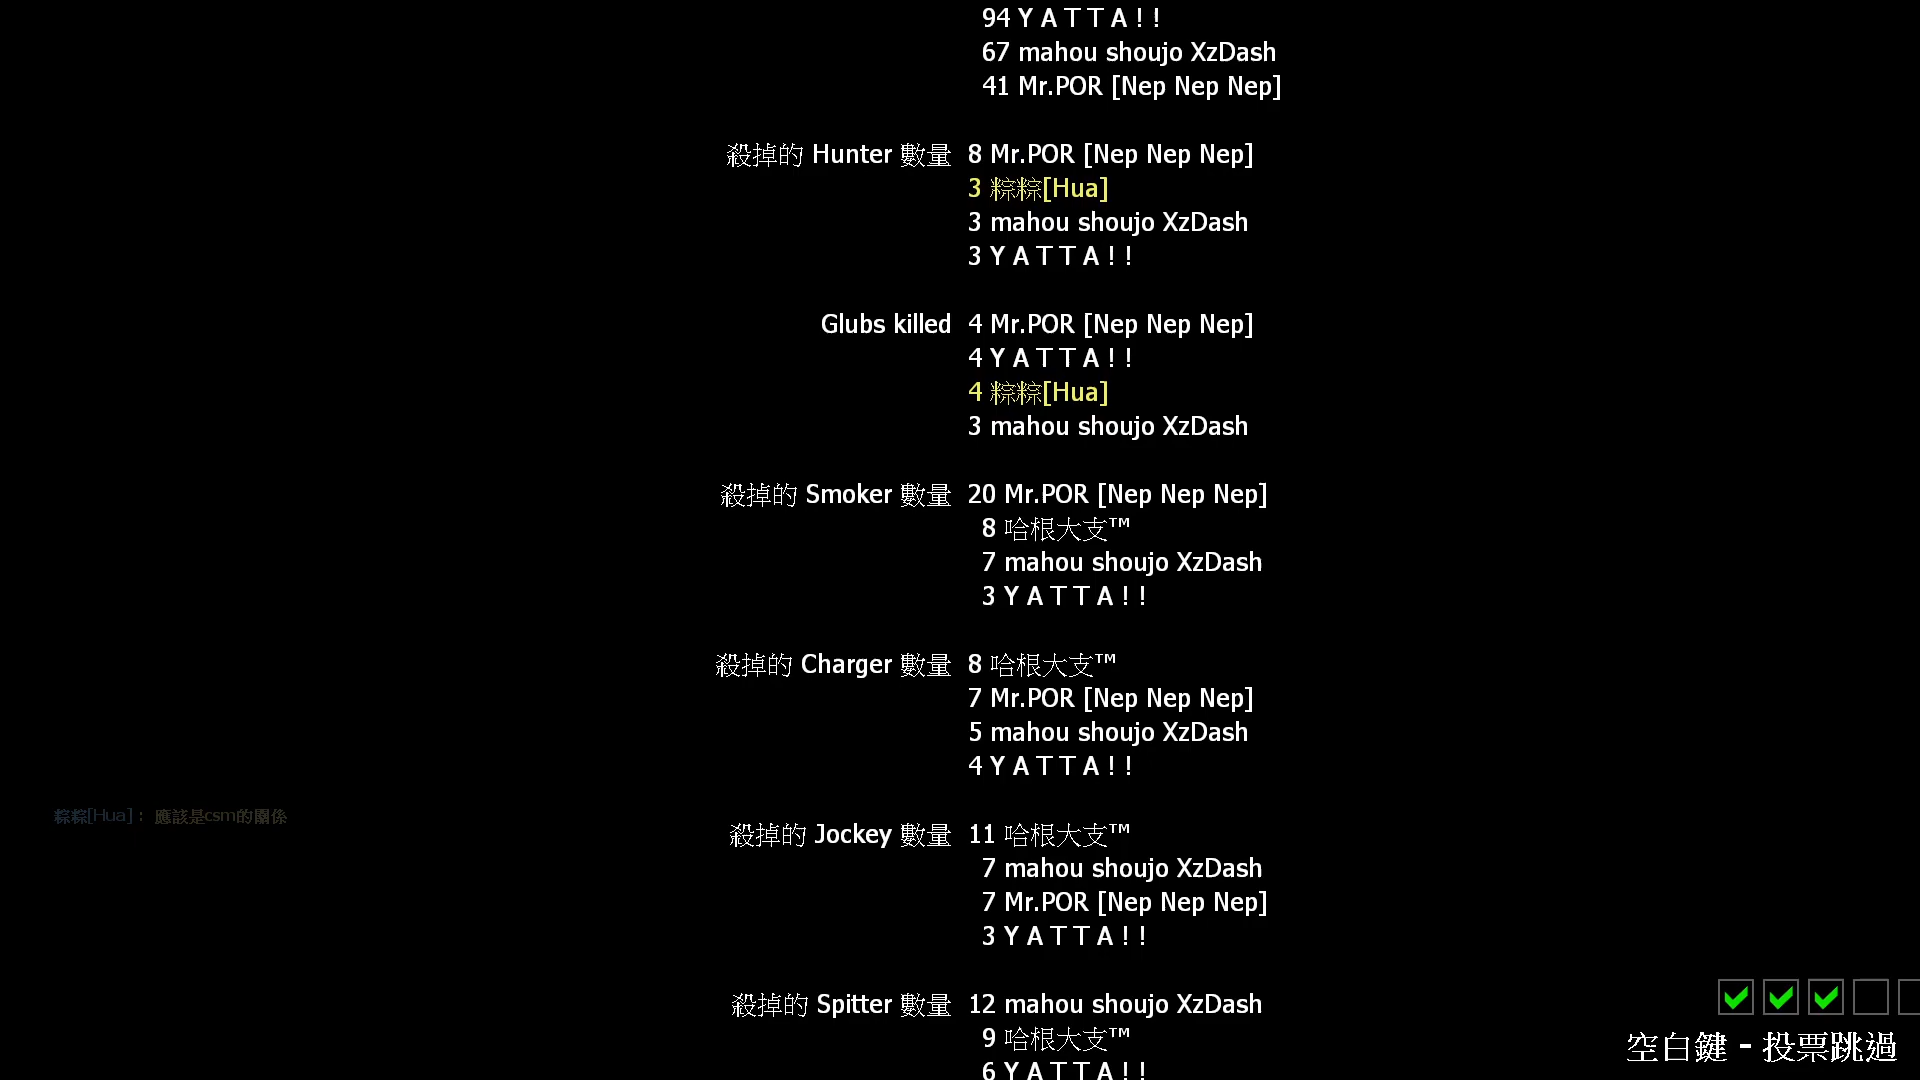 94 Y A T T A ! !
67 mahou shoujo XzDash
41 Mr.POR [Nep Nep Nep]
殺掉的 Hunter 數量 8 Mr.POR [Nep Nep Nep]
3 粽粽[Hua]
3 mahou shoujo XzDash
3 Y A T T A ! !
Glubs killed 4 Mr.POR [Nep Nep Nep]
4 Y A T T A ! !
4 粽粽[Hua]
3 mahou shoujo XzDash
殺掉的 Smoker 數量 20 Mr.POR [Nep Nep Nep]
8 哈根大支™
7 mahou shoujo XzDash
3 Y A T T A ! !
殺掉的 Charger 數量 8 哈根大支™
7 Mr.POR [Nep Nep Nep]
5 mahou shoujo XzDash
4 Y A T T A ! !
粽粽[Hua] : 應該是csm的關係
殺掉的 Jockey 數量 11 哈根大支™
7 mahou shoujo XzDash
7 Mr.POR [Nep Nep Nep]
3 Y A T T A ! !
殺掉的 Spitter 數量 12 mahou shoujo XzDash
9 哈根大支™
6 Y A T T A ! !
空白鍵 - 投票跳過